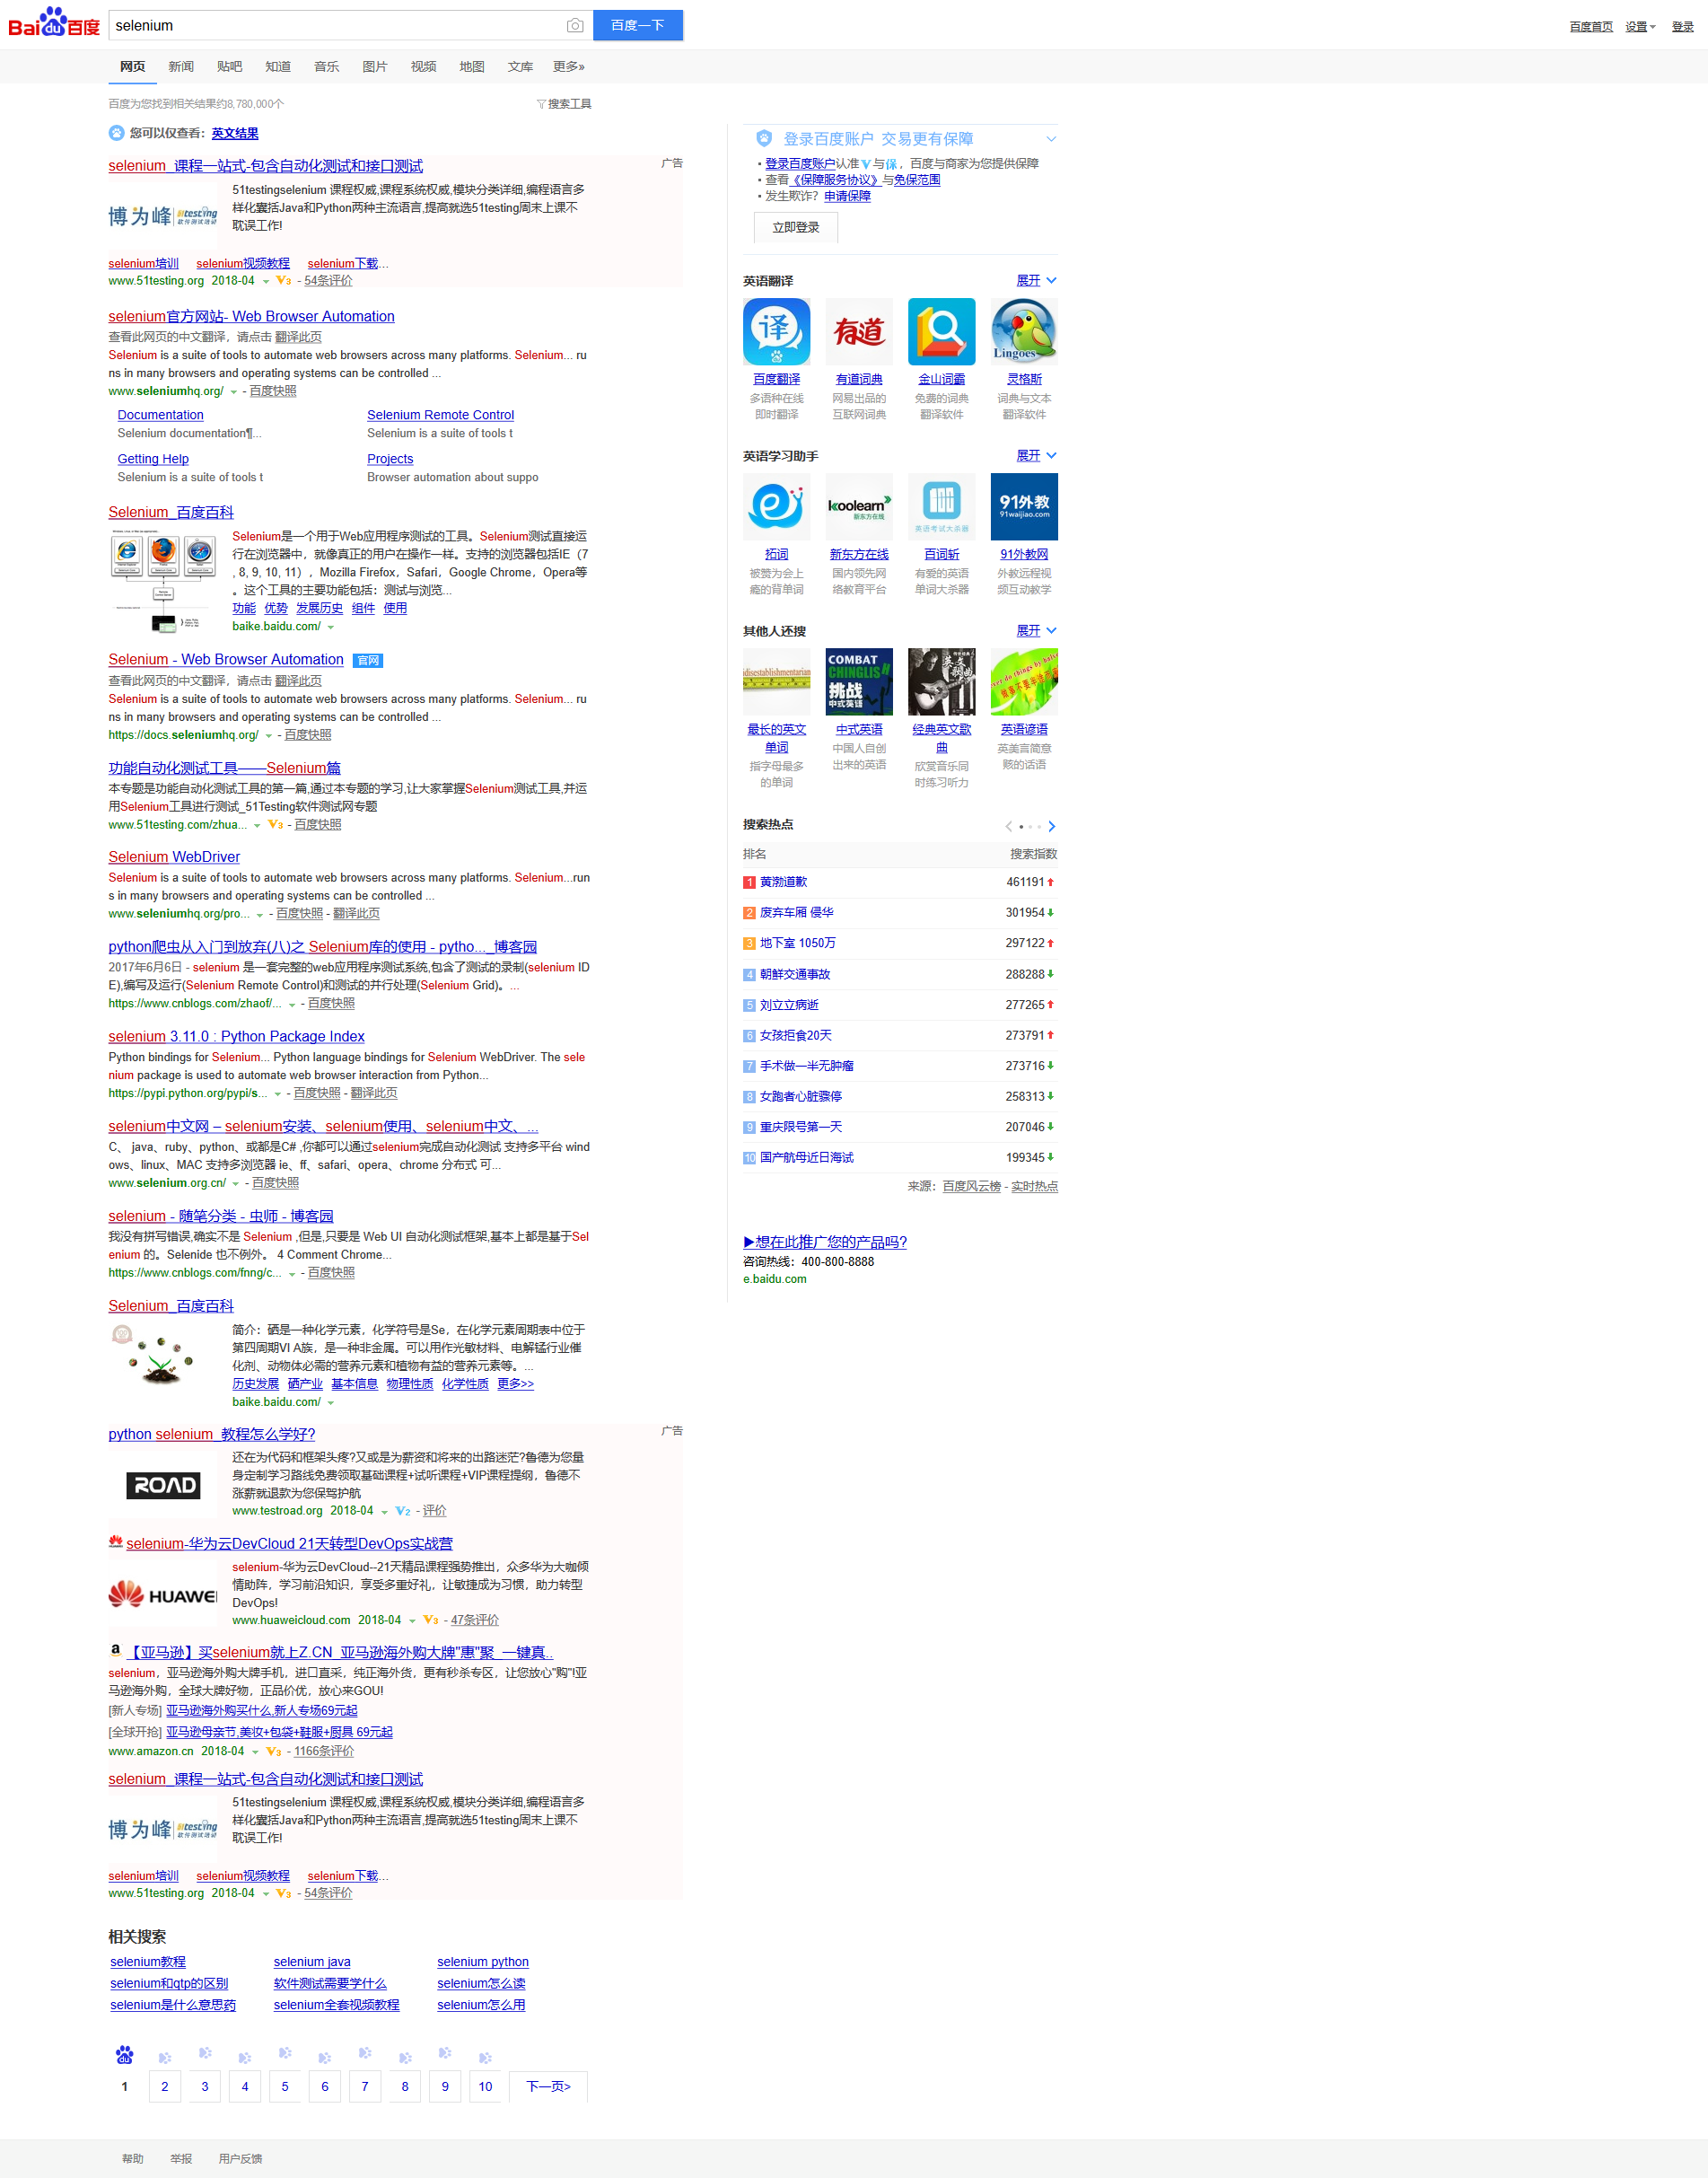 Baidu百度 selenium 百度一下 百度首页 设置 登录
网页 新闻 贴吧 知道 音乐 图片 视频 地图 文库 更多»
百度为您找到相关结果约8,780,000个 搜索工具
您可以仅查看：英文结果
selenium_课程一站式-包含自动化测试和接口测试 广告
博为峰 51testing 软件测试培训
51testingselenium 课程权威,课程系统权威,模块分类详细,编程语言多
样化囊括Java和Python两种主流语言,提高就选51testing周末上课不
耽误工作!
selenium培训 selenium视频教程 selenium下载...
www.51testing.org 2018-04 V3 - 54条评价
selenium官方网站- Web Browser Automation
查看此网页的中文翻译，请点击 翻译此页
Selenium is a suite of tools to automate web browsers across many platforms. Selenium... ru
ns in many browsers and operating systems can be controlled ...
www.seleniumhq.org/ - 百度快照
Documentation Selenium Remote Control
Selenium documentation¶... Selenium is a suite of tools t
Getting Help Projects
Selenium is a suite of tools t Browser automation about suppo
Selenium_百度百科
Selenium是一个用于Web应用程序测试的工具。Selenium测试直接运
行在浏览器中，就像真正的用户在操作一样。支持的浏览器包括IE（7
, 8, 9, 10, 11），Mozilla Firefox，Safari，Google Chrome，Opera等
。这个工具的主要功能包括：测试与浏览...
功能 优势 发展历史 组件 使用
baike.baidu.com/
Selenium - Web Browser Automation 官网
查看此网页的中文翻译，请点击 翻译此页
Selenium is a suite of tools to automate web browsers across many platforms. Selenium... ru
ns in many browsers and operating systems can be controlled ...
https://docs.seleniumhq.org/ - 百度快照
功能自动化测试工具——Selenium篇
本专题是功能自动化测试工具的第一篇,通过本专题的学习,让大家掌握Selenium测试工具,并运
用Selenium工具进行测试_51Testing软件测试网专题
www.51testing.com/zhua... V3 - 百度快照
Selenium WebDriver
Selenium is a suite of tools to automate web browsers across many platforms. Selenium...run
s in many browsers and operating systems can be controlled ...
www.seleniumhq.org/pro... - 百度快照 - 翻译此页
python爬虫从入门到放弃(八)之 Selenium库的使用 - pytho..._博客园
2017年6月6日 - selenium 是一套完整的web应用程序测试系统,包含了测试的录制(selenium ID
E),编写及运行(Selenium Remote Control)和测试的并行处理(Selenium Grid)。...
https://www.cnblogs.com/zhaof/... - 百度快照
selenium 3.11.0 : Python Package Index
Python bindings for Selenium... Python language bindings for Selenium WebDriver. The sele
nium package is used to automate web browser interaction from Python...
https://pypi.python.org/pypi/s... - 百度快照 - 翻译此页
selenium中文网 – selenium安装、selenium使用、selenium中文、...
C、 java、ruby、python、或都是C# ,你都可以通过selenium完成自动化测试 支持多平台 wind
ows、linux、MAC 支持多浏览器 ie、ff、safari、opera、chrome 分布式 可...
www.selenium.org.cn/ - 百度快照
selenium - 随笔分类 - 虫师 - 博客园
我没有拼写错误,确实不是 Selenium ,但是,只要是 Web UI 自动化测试框架,基本上都是基于Sel
enium 的。Selenide 也不例外。 4 Comment Chrome...
https://www.cnblogs.com/fnng/c... - 百度快照
Selenium_百度百科
简介：硒是一种化学元素，化学符号是Se，在化学元素周期表中位于
第四周期VI A族，是一种非金属。可以用作光敏材料、电解锰行业催
化剂、动物体必需的营养元素和植物有益的营养元素等。...
历史发展 硒产业 基本信息 物理性质 化学性质 更多>>
baike.baidu.com/
python selenium_教程怎么学好? 广告
ROAD
还在为代码和框架头疼?又或是为薪资和将来的出路迷茫?鲁德为您量
身定制学习路线免费领取基础课程+试听课程+VIP课程提纲，鲁德不
涨薪就退款为您保驾护航
www.testroad.org 2018-04 V2 - 评价
selenium-华为云DevCloud 21天转型DevOps实战营
HUAWEI
selenium-华为云DevCloud--21天精品课程强势推出，众多华为大咖倾
情助阵，学习前沿知识，享受多重好礼，让敏捷成为习惯，助力转型
DevOps!
www.huaweicloud.com 2018-04 V3 - 47条评价
a 【亚马逊】买selenium就上Z.CN_亚马逊海外购大牌"惠"聚_一键真..
selenium，亚马逊海外购大牌手机，进口直采，纯正海外货，更有秒杀专区，让您放心"购"!亚
马逊海外购，全球大牌好物，正品价优，放心来GOU!
[新人专场] 亚马逊海外购买什么,新人专场69元起
[全球开抢] 亚马逊母亲节,美妆+包袋+鞋服+厨具 69元起
www.amazon.cn 2018-04 V3 - 1166条评价
selenium_课程一站式-包含自动化测试和接口测试
博为峰 51testing 软件测试培训
51testingselenium 课程权威,课程系统权威,模块分类详细,编程语言多
样化囊括Java和Python两种主流语言,提高就选51testing周末上课不
耽误工作!
selenium培训 selenium视频教程 selenium下载...
www.51testing.org 2018-04 V3 - 54条评价
相关搜索
selenium教程 selenium java selenium python
selenium和qtp的区别 软件测试需要学什么 selenium怎么读
selenium是什么意思药 selenium全套视频教程 selenium怎么用
1 2 3 4 5 6 7 8 9 10 下一页>
登录百度账户 交易更有保障
• 登录百度账户认准V与保，百度与商家为您提供保障
• 查看《保障服务协议》与免保范围
• 发生欺诈? 申请保障
立即登录
英语翻译 展开
译 有道 Lingoes
百度翻译 有道词典 金山词霸 灵格斯
多语种在线 网易出品的 免费的词典 词典与文本
即时翻译 互联网词典 翻译软件 翻译软件
英语学习助手 展开
koolearn 新东方在线 英语考试大杀器 91外教 91waijiao.com
拓词 新东方在线 百词斩 91外教网
被赞为会上 国内领先网 有爱的英语 外教远程视
瘾的背单词 络教育平台 单词大杀器 频互动教学
其他人还搜 展开
idisestablishmentarian COMBAT CHINGLISH 挑战 中式英语
最长的英文 中式英语 经典英文歌 英语谚语
单词 中国人自创 曲 英美言简意
指字母最多 出来的英语 欣赏音乐同 赅的话语
的单词 时练习听力
搜索热点
排名 搜索指数
1 黄渤道歉 461191
2 废弃车厢 侵华 301954
3 地下室 1050万 297122
4 朝鲜交通事故 288288
5 刘立立病逝 277265
6 女孩拒食20天 273791
7 手术做一半无肿瘤 273716
8 女跑者心脏骤停 258313
9 重庆限号第一天 207046
10 国产航母近日海试 199345
来源：百度风云榜 - 实时热点
▶想在此推广您的产品吗?
咨询热线：400-800-8888
e.baidu.com
帮助 举报 用户反馈